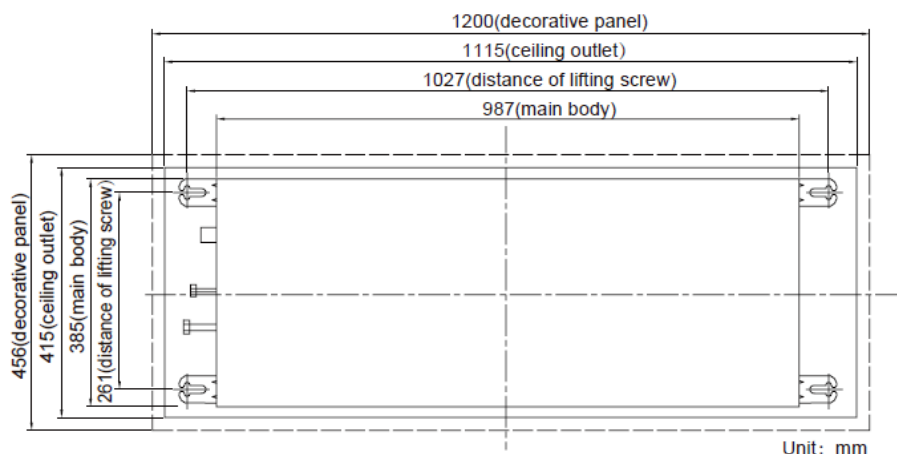 1200(decorative panel)
1115(ceiling outlet)
1027(distance of lifting screw)
987(main body)
456(decorative panel)
415(ceiling outlet)
385(main body)
261(distance of lifting screw)
Unit: mm